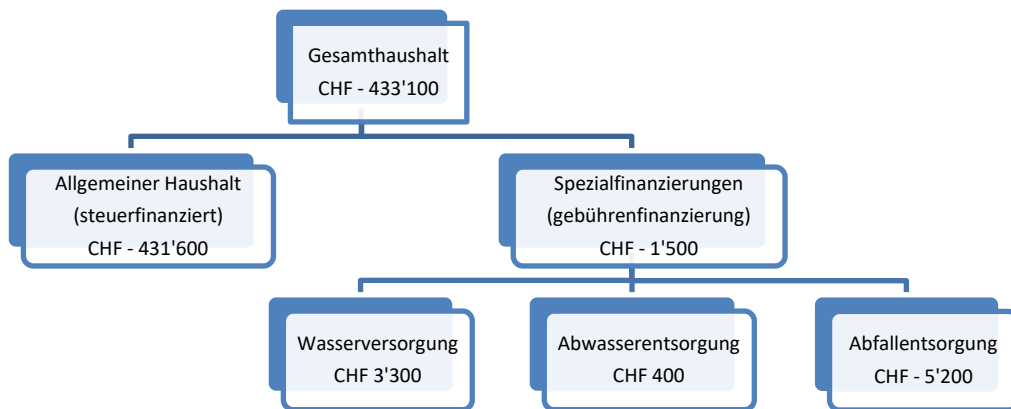 Gesamthaushalt
CHF - 433'100
Allgemeiner Haushalt
(steuerfinanziert)
CHF - 431'600
Spezialfinanzierungen
(gebührenfinanzierung)
CHF - 1'500
Wasserversorgung
CHF 3'300
Abwasserentsorgung
CHF 400
Abfallentsorgung
CHF - 5'200